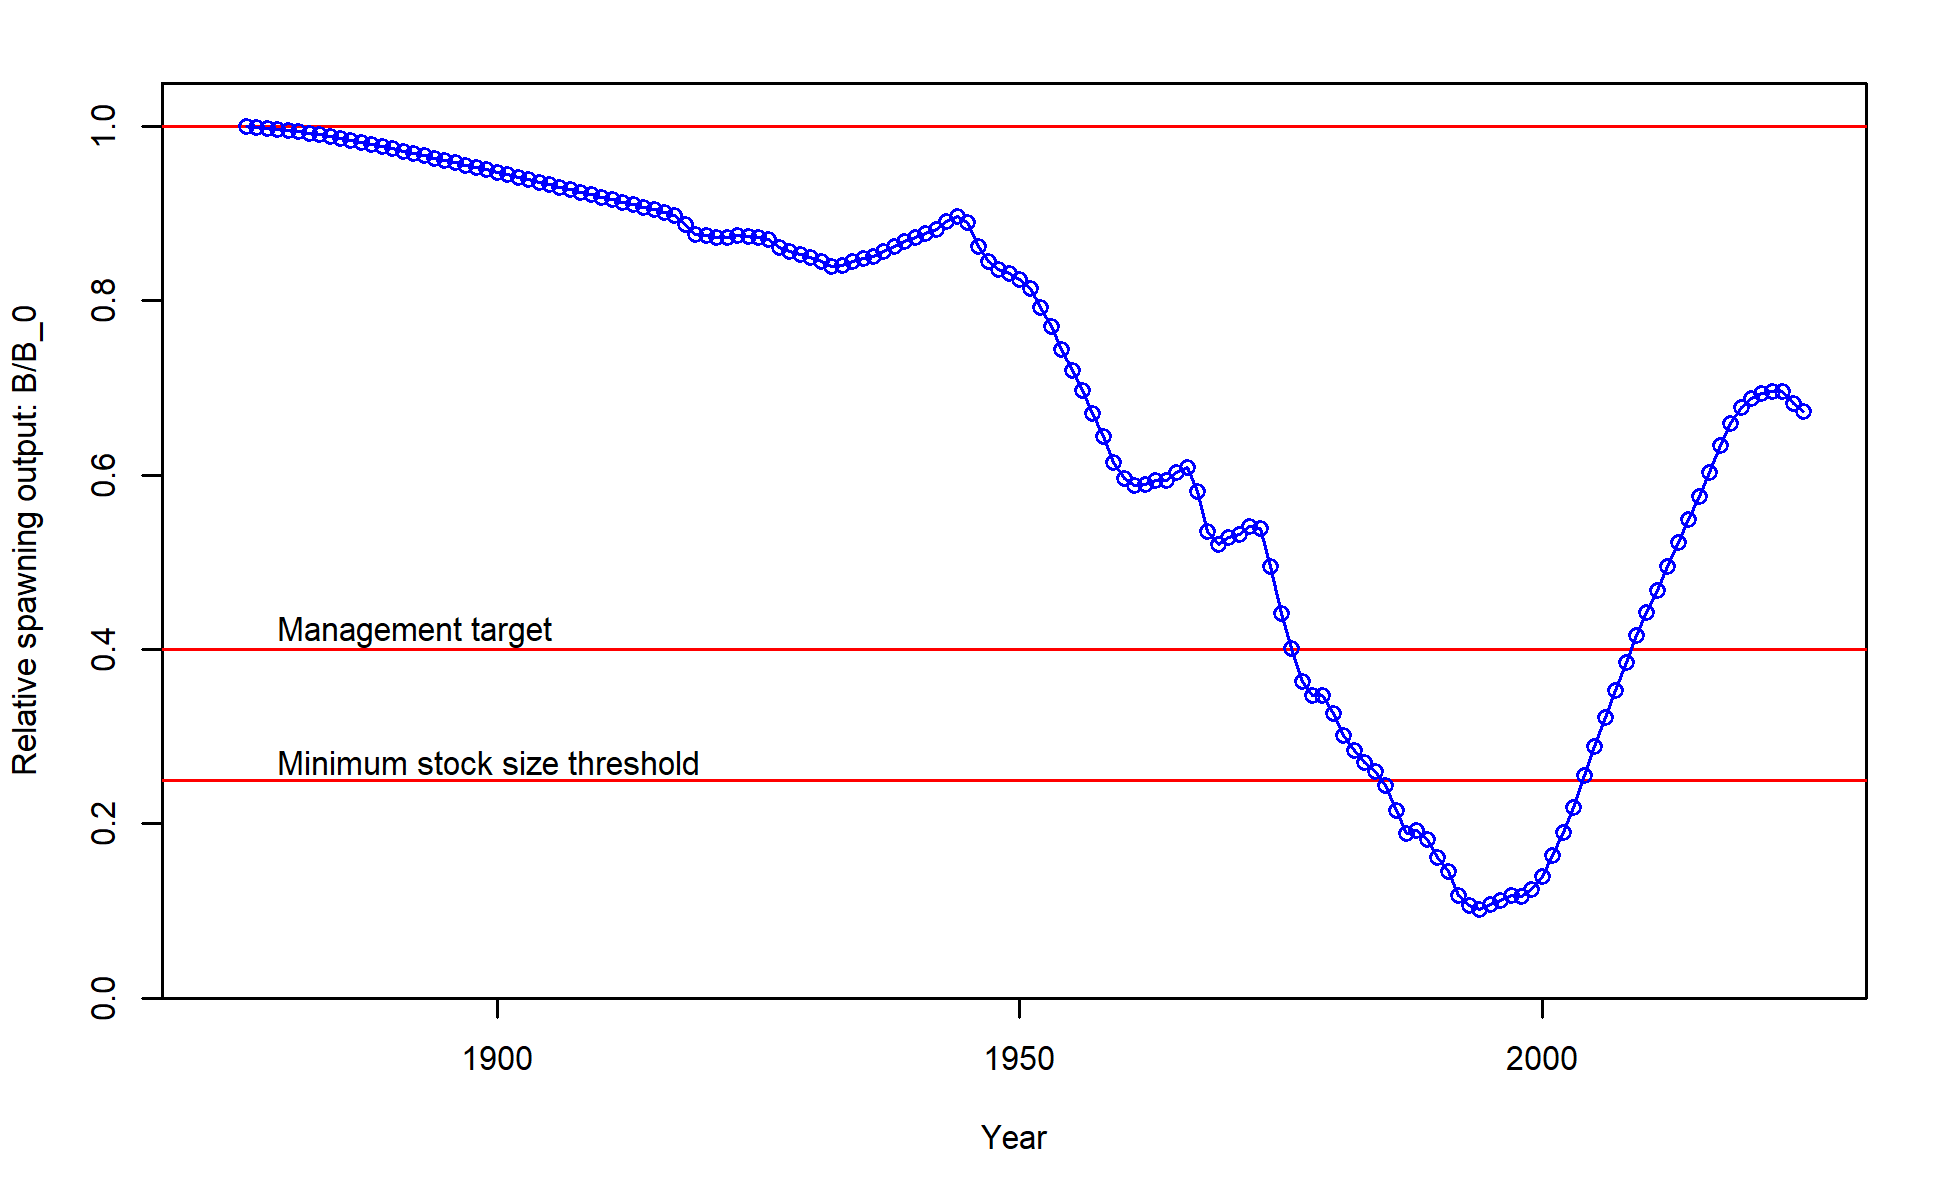 Relative spawning output: B/B_0
1.0
0.8
0.6
0.4
0.2
0.0
Management target
Minimum stock size threshold
1900 1950 2000
Year